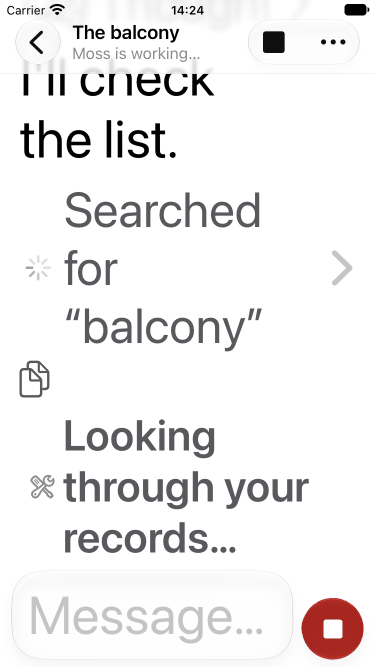 Carrier 14:24
The balcony
Moss is working...
I'll check
the list.
Searched
for
“balcony”
Looking
through your
records...
Message...